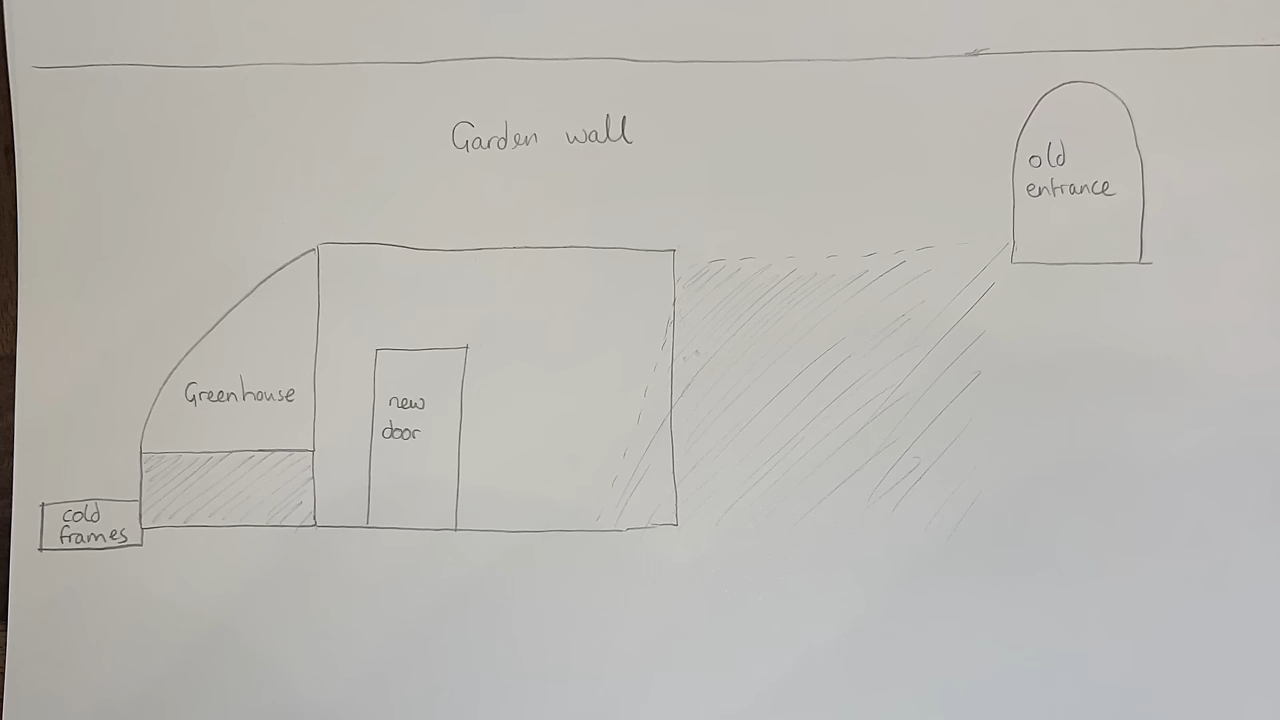 Garden wall
old
entrance
Greenhouse
new
door
cold
frames